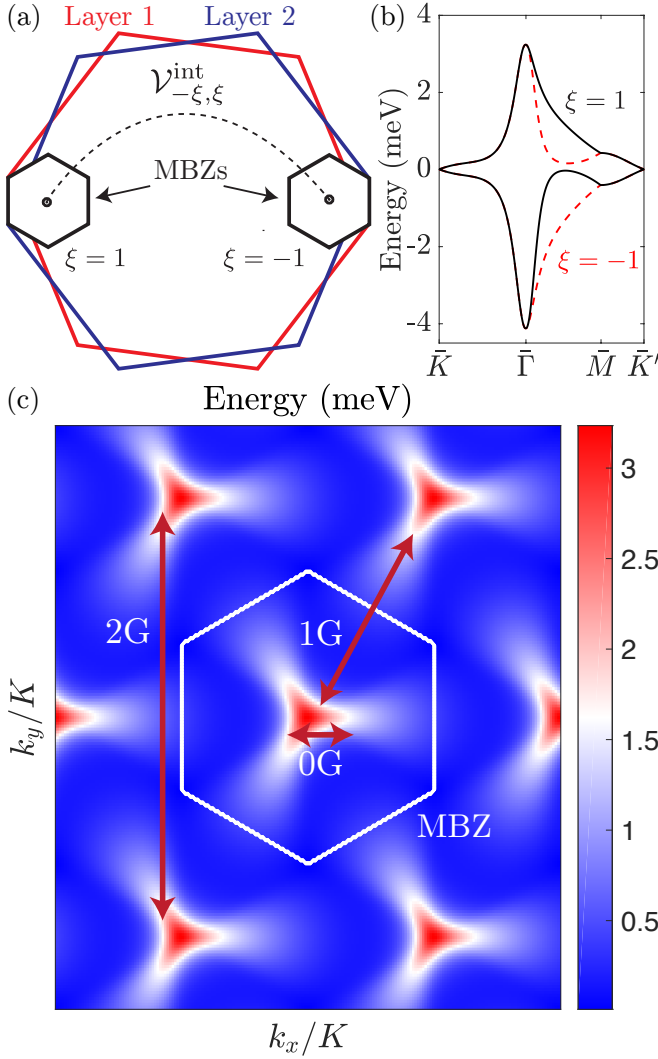 (a) Layer 1 Layer 2
𝒱^int_{−ξ,ξ}
MBZs
ξ = 1 ξ = −1
(b)
Energy (meV)
4
2
0
-2
-4
ξ = 1
ξ = −1
K̄ Γ̄ M̄ K̄′
(c) Energy (meV)
2G
1G
0G
MBZ
k_y/K
k_x/K
3
2.5
2
1.5
1
0.5